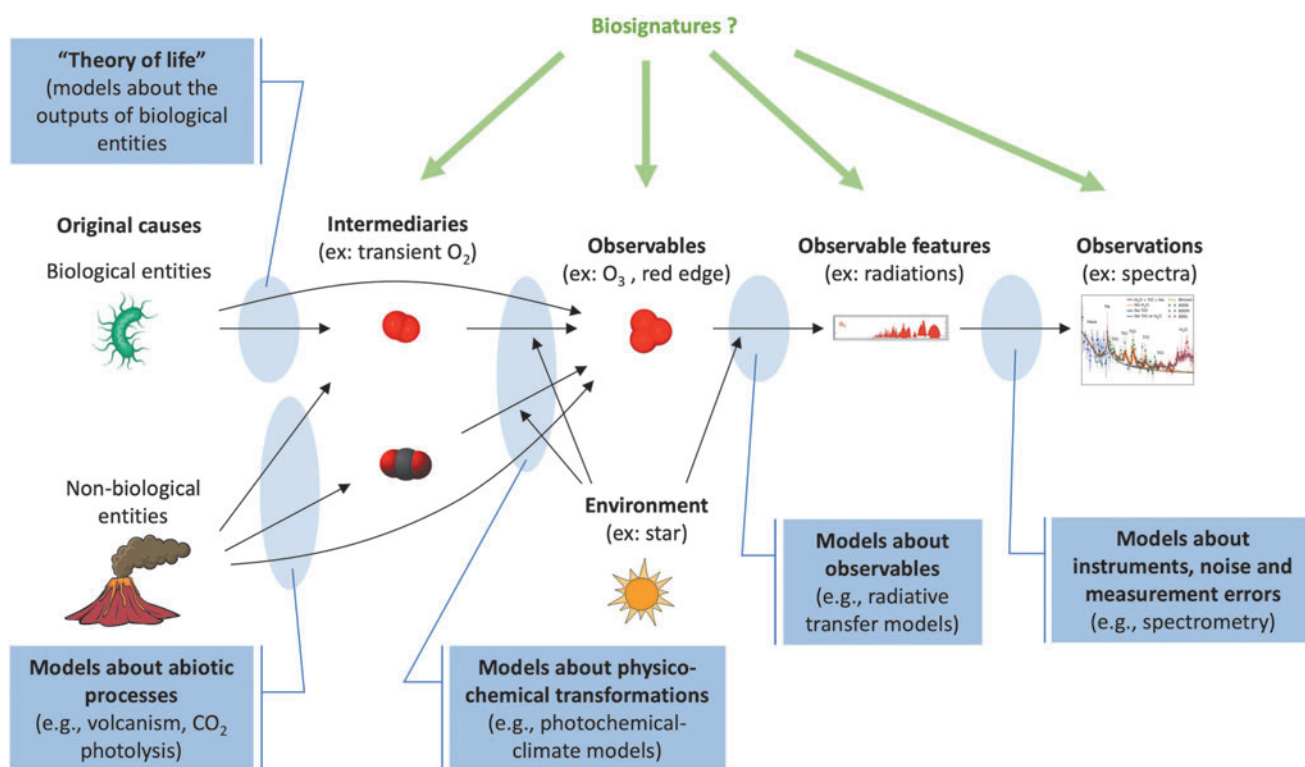 Biosignatures ?
“Theory of life”
(models about the
outputs of biological
entities
Original causes
Biological entities
Intermediaries
(ex: transient O₂)
Observables
(ex: O₃ , red edge)
Observable features
(ex: radiations)
Observations
(ex: spectra)
Non-biological
entities
Environment
(ex: star)
Models about
observables
(e.g., radiative
transfer models)
Models about
instruments, noise and
measurement errors
(e.g., spectrometry)
Models about abiotic
processes
(e.g., volcanism, CO₂
photolysis)
Models about physico-
chemical transformations
(e.g., photochemical-
climate models)